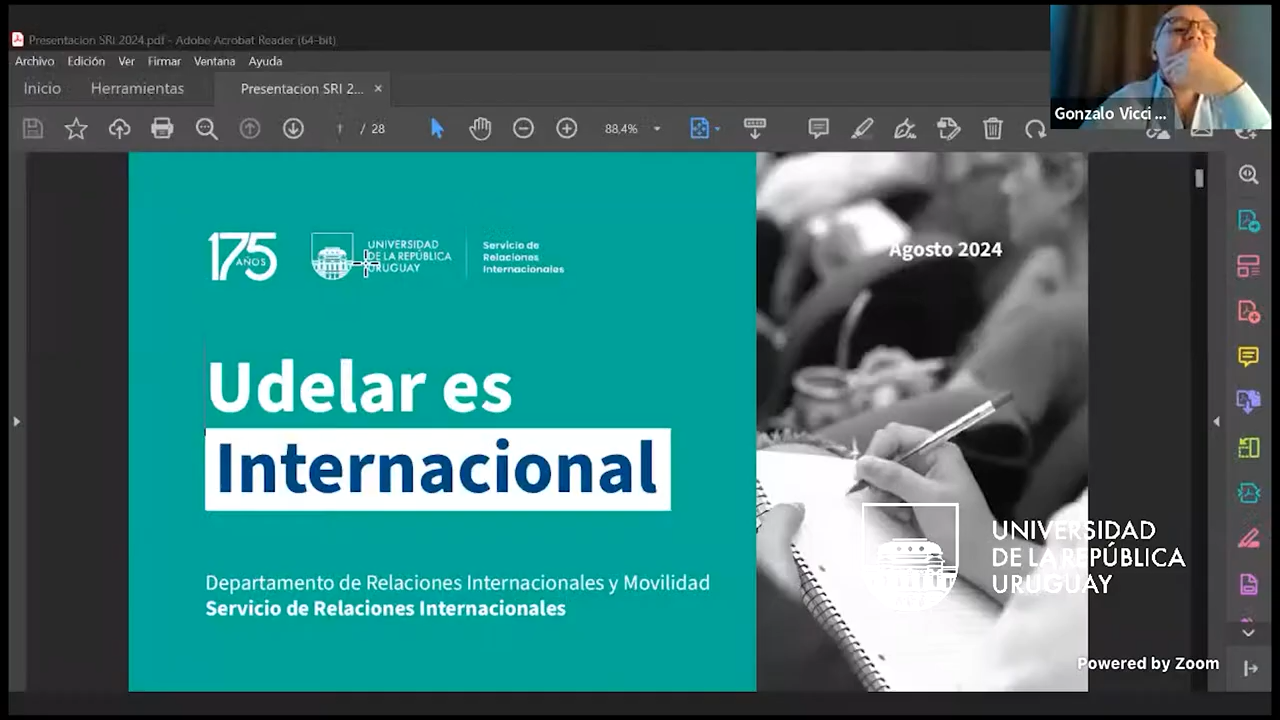 Presentacion SRI 2024.pdf - Adobe Acrobat Reader (64-bit)
Archivo Edición Ver Firmar Ventana Ayuda
Inicio Herramientas Presentacion SRI 2... ×
/ 28 88,4%
Gonzalo Vicci ...
175
AÑOS
UNIVERSIDAD
DE LA REPÚBLICA
URUGUAY
Servicio de
Relaciones
Internacionales
Agosto 2024
Udelar es
Internacional
Departamento de Relaciones Internacionales y Movilidad
Servicio de Relaciones Internacionales
UNIVERSIDAD
DE LA REPÚBLICA
URUGUAY
Powered by Zoom